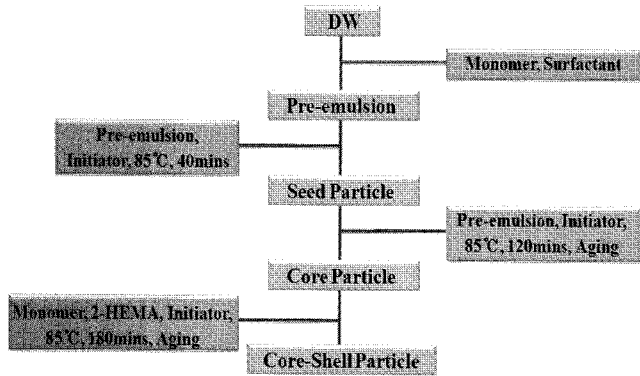 DW
Monomer, Surfactant
Pre-emulsion
Pre-emulsion,
Initiator, 85℃, 40mins
Seed Particle
Pre-emulsion, Initiator,
85℃, 120mins, Aging
Core Particle
Monomer, 2-HEMA, Initiator,
85℃, 180mins, Aging
Core-Shell Particle